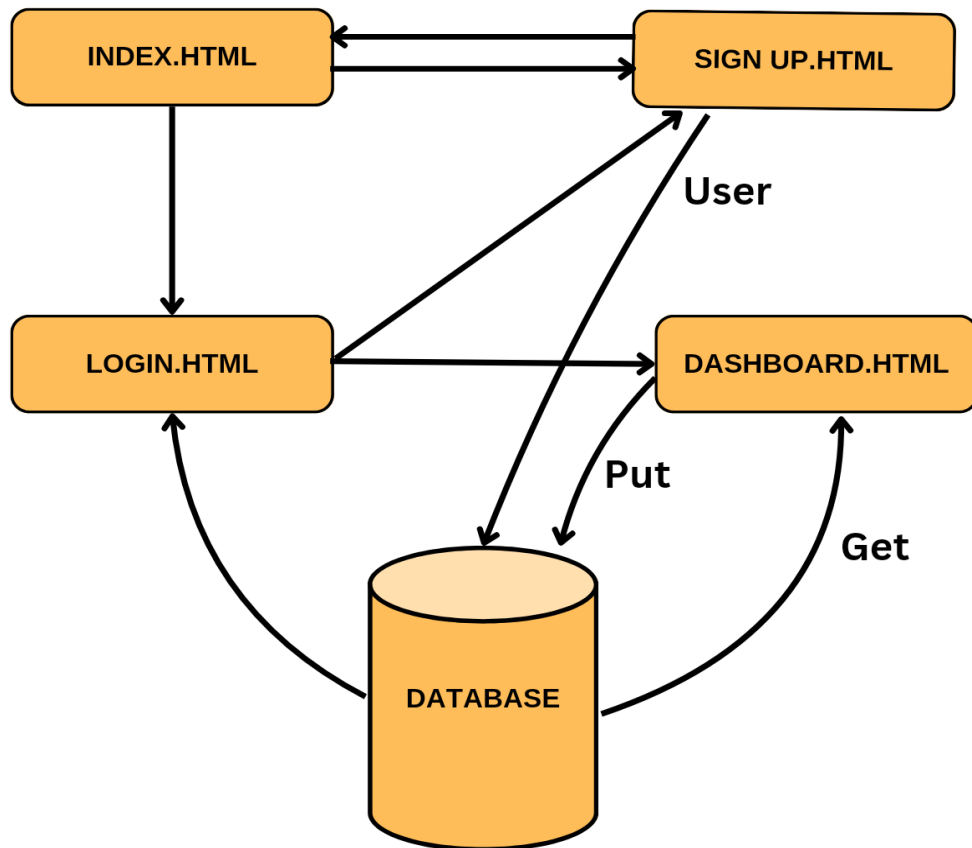 INDEX.HTML
SIGN UP.HTML
User
LOGIN.HTML
DASHBOARD.HTML
Put
Get
DATABASE